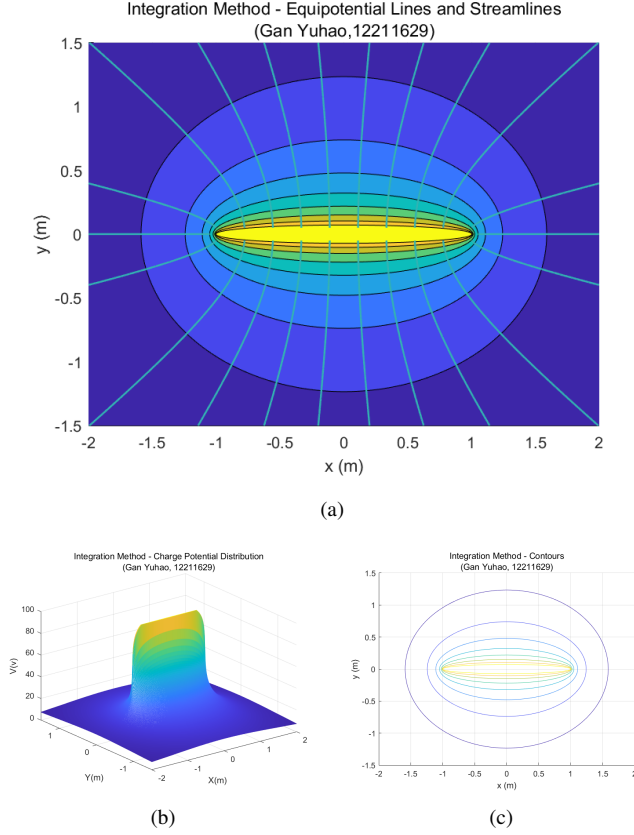 Integration Method - Equipotential Lines and Streamlines
(Gan Yuhao,12211629)
1.5
1
0.5
0
-0.5
-1
-1.5
y (m)
-2
-1.5
-1
-0.5
0
0.5
1
1.5
2
x (m)
(a)
Integration Method - Charge Potential Distribution
(Gan Yuhao, 12211629)
100
80
60
40
20
0
V(v)
1
0
-1
Y(m)
-2
-1
0
1
2
X(m)
(b)
Integration Method - Contours
(Gan Yuhao, 12211629)
1.5
1
0.5
0
-0.5
-1
-1.5
y (m)
-2
-1.5
-1
-0.5
0
0.5
1
1.5
2
x (m)
(c)